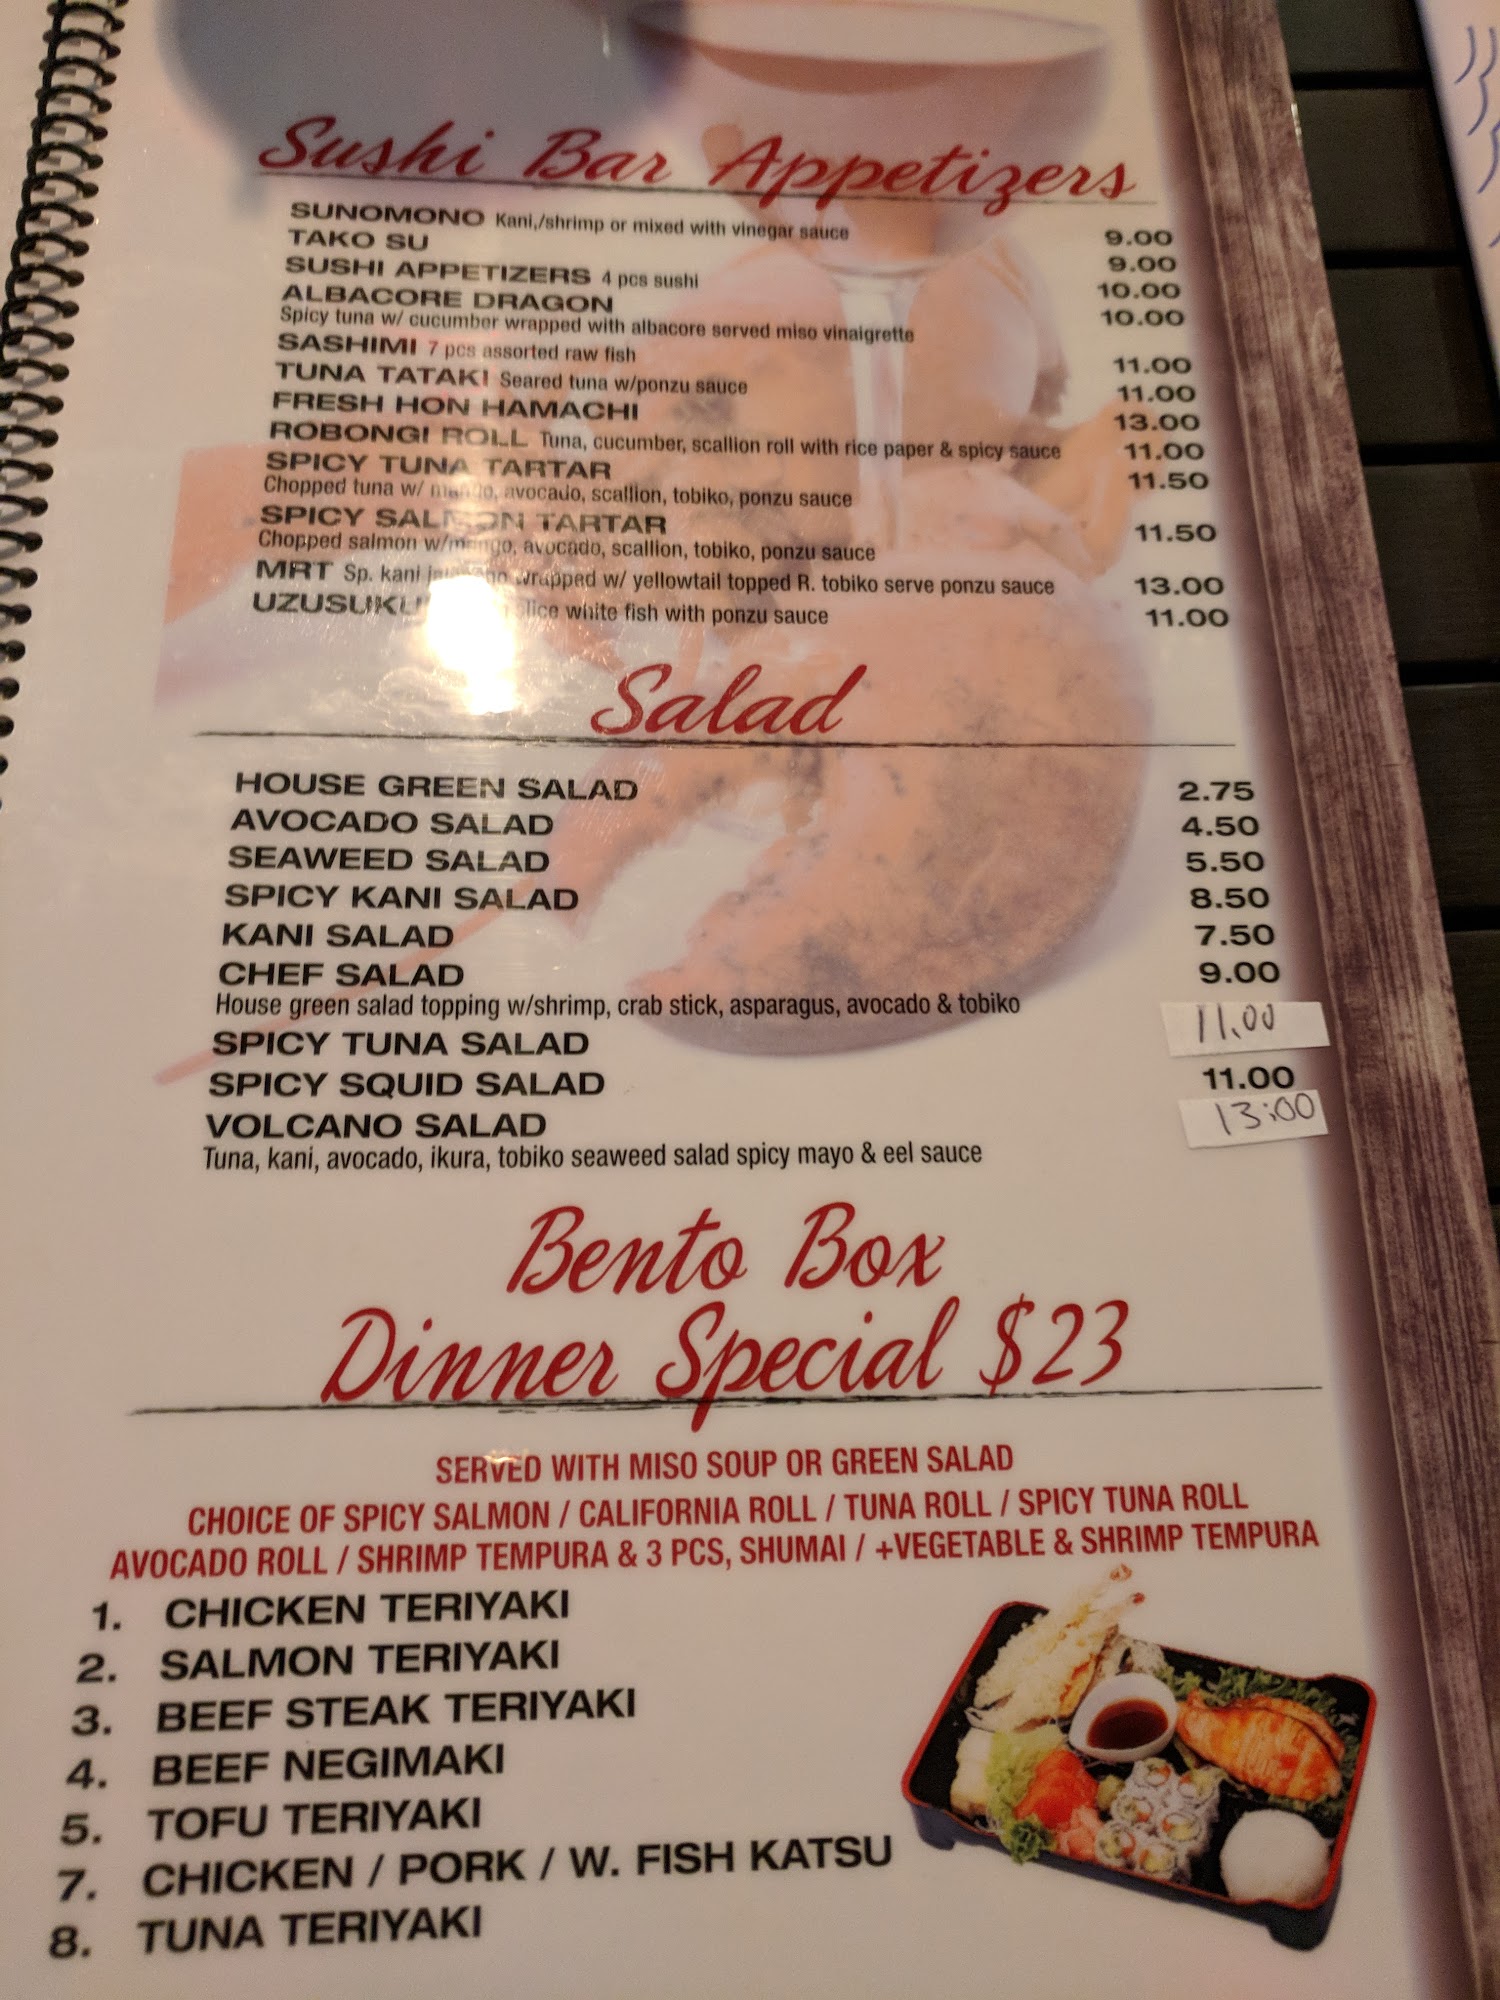 Sushi Bar Appetizers
SUNOMONO Kani,/shrimp or mixed with vinegar sauce 9.00
TAKO SU 9.00
SUSHI APPETIZERS 4 pcs sushi 10.00
ALBACORE DRAGON 10.00
Spicy tuna w/ cucumber wrapped with albacore served miso vinaigrette
SASHIMI 7 pcs assorted raw fish 11.00
TUNA TATAKI Seared tuna w/ponzu sauce 11.00
FRESH HON HAMACHI 13.00
ROBONGI ROLL Tuna, cucumber, scallion roll with rice paper & spicy sauce 11.00
SPICY TUNA TARTAR 11.50
Chopped tuna w/ mango, avocado, scallion, tobiko, ponzu sauce
SPICY SALMON TARTAR 11.50
Chopped salmon w/mango, avocado, scallion, tobiko, ponzu sauce
MRT Sp. kani wrapped w/ yellowtail topped R. tobiko serve ponzu sauce 13.00
slice white fish with ponzu sauce 11.00
Salad
HOUSE GREEN SALAD 2.75
AVOCADO SALAD 4.50
SEAWEED SALAD 5.50
SPICY KANI SALAD 8.50
KANI SALAD 7.50
CHEF SALAD 9.00
House green salad topping w/shrimp, crab stick, asparagus, avocado & tobiko
SPICY TUNA SALAD 11.00
SPICY SQUID SALAD 11.00
VOLCANO SALAD 13:00
Tuna, kani, avocado, ikura, tobiko seaweed salad spicy mayo & eel sauce
Bento Box
Dinner Special $23
SERVED WITH MISO SOUP OR GREEN SALAD
CHOICE OF SPICY SALMON / CALIFORNIA ROLL / TUNA ROLL / SPICY TUNA ROLL
AVOCADO ROLL / SHRIMP TEMPURA & 3 PCS, SHUMAI / +VEGETABLE & SHRIMP TEMPURA
1. CHICKEN TERIYAKI
2. SALMON TERIYAKI
3. BEEF STEAK TERIYAKI
4. BEEF NEGIMAKI
5. TOFU TERIYAKI
7. CHICKEN / PORK / W. FISH KATSU
8. TUNA TERIYAKI